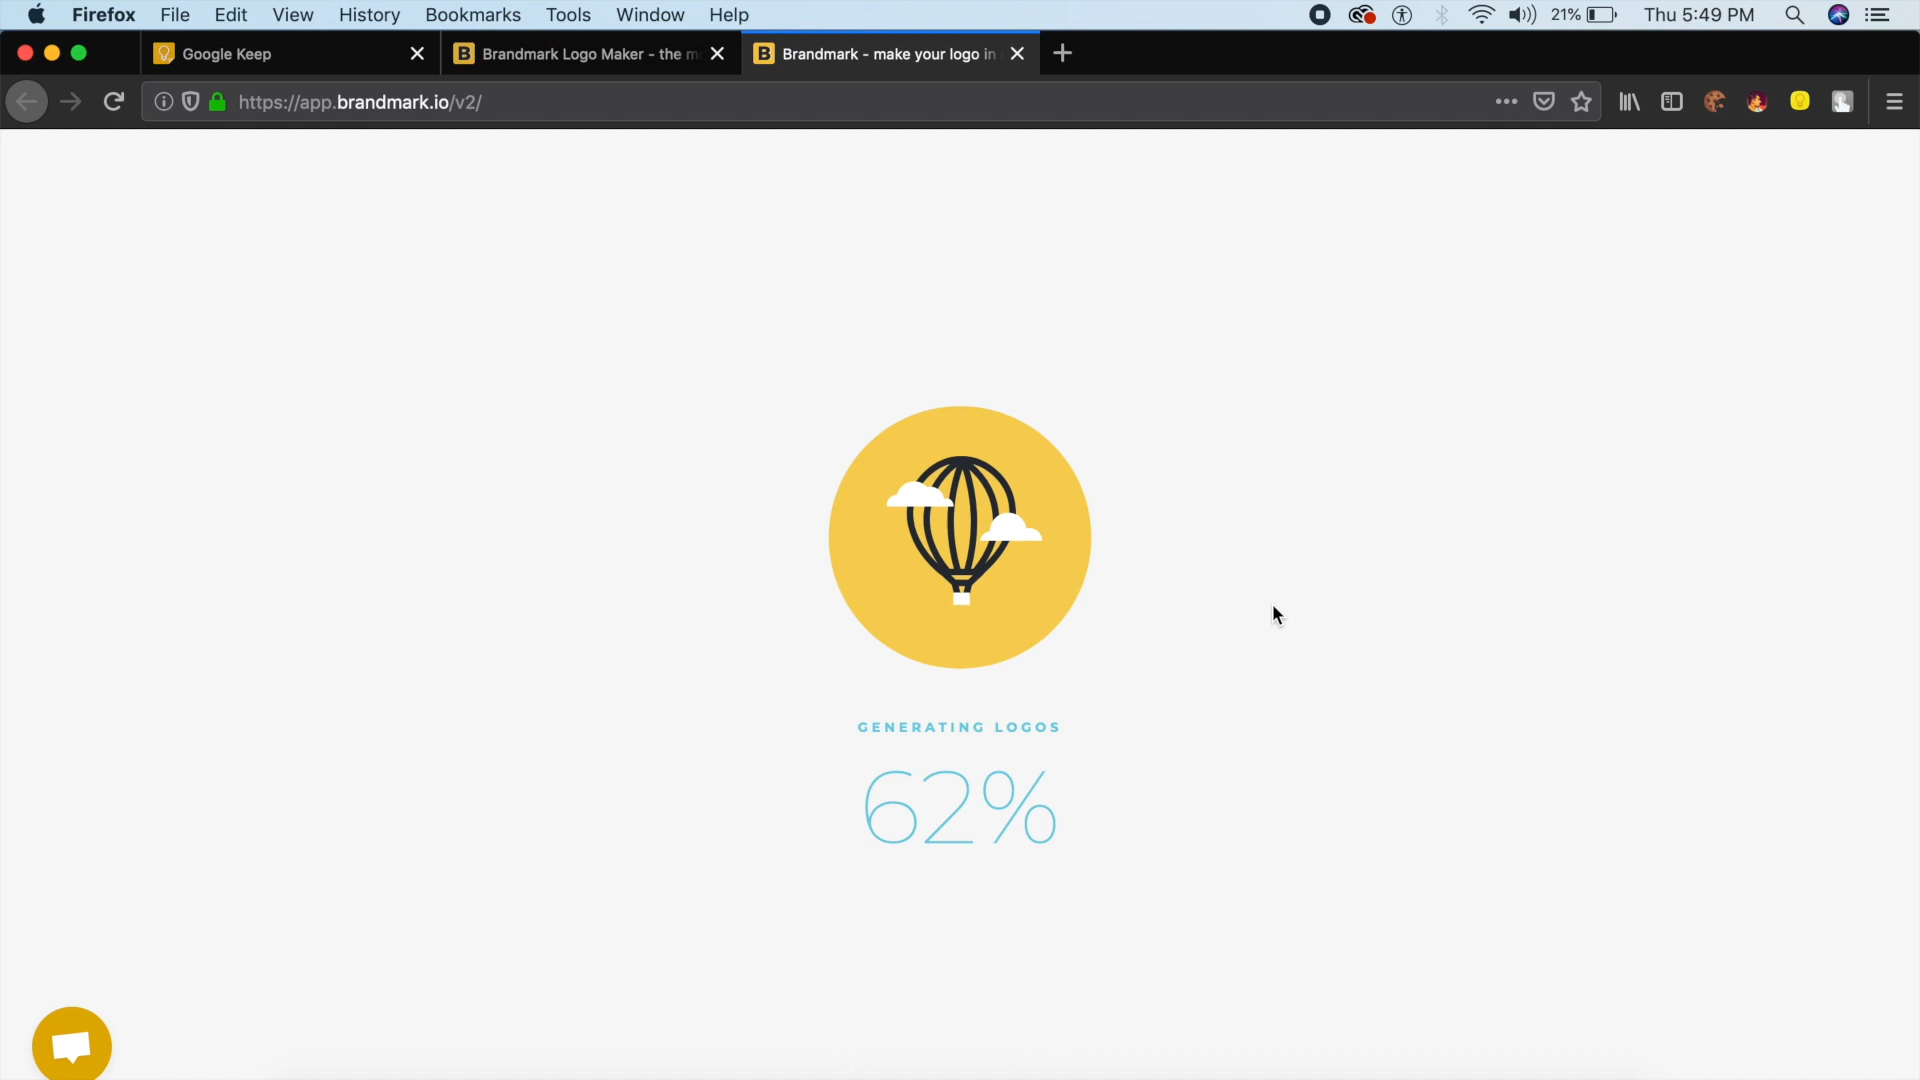 Firefox File Edit View History Bookmarks Tools Window Help 21% Thu 5:49 PM
Google Keep B Brandmark Logo Maker - the m B Brandmark - make your logo in
https://app.brandmark.io/v2/
GENERATING LOGOS
62%